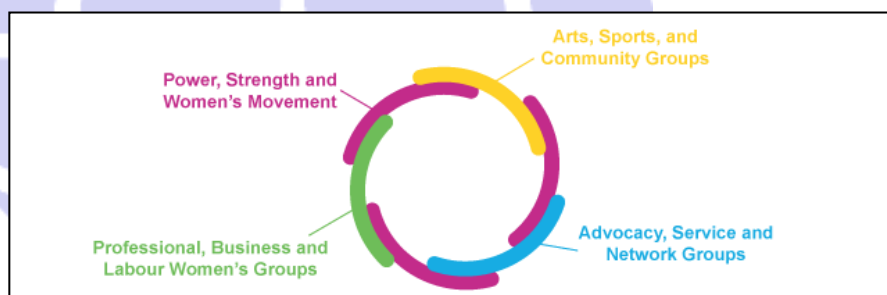 Arts, Sports, and
Community Groups
Power, Strength and
Women's Movement
Advocacy, Service and
Network Groups
Professional, Business and
Labour Women's Groups